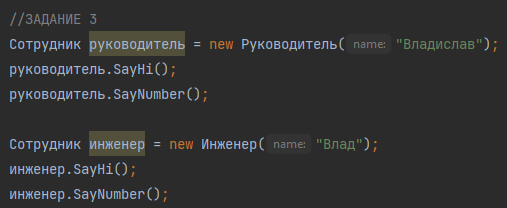 //ЗАДАНИЕ 3
Сотрудник руководитель = new Руководитель( name: "Владислав");
руководитель.SayHi();
руководитель.SayNumber();
Сотрудник инженер = new Инженер( name: "Влад");
инженер.SayHi();
инженер.SayNumber();